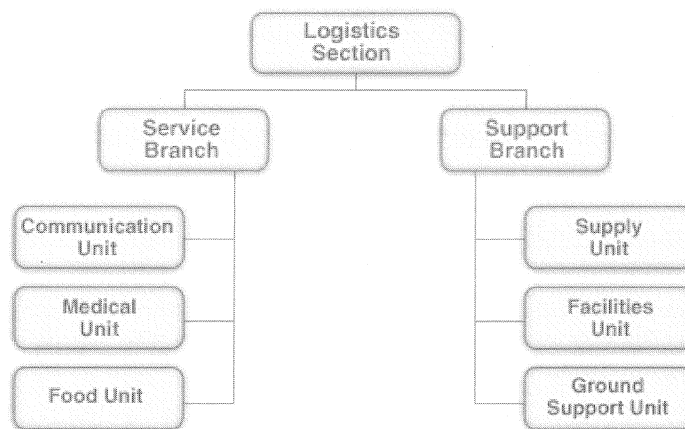 Logistics
Section
Service
Branch
Support
Branch
Communication
Unit
Supply
Unit
Medical
Unit
Facilities
Unit
Food Unit
Ground
Support Unit